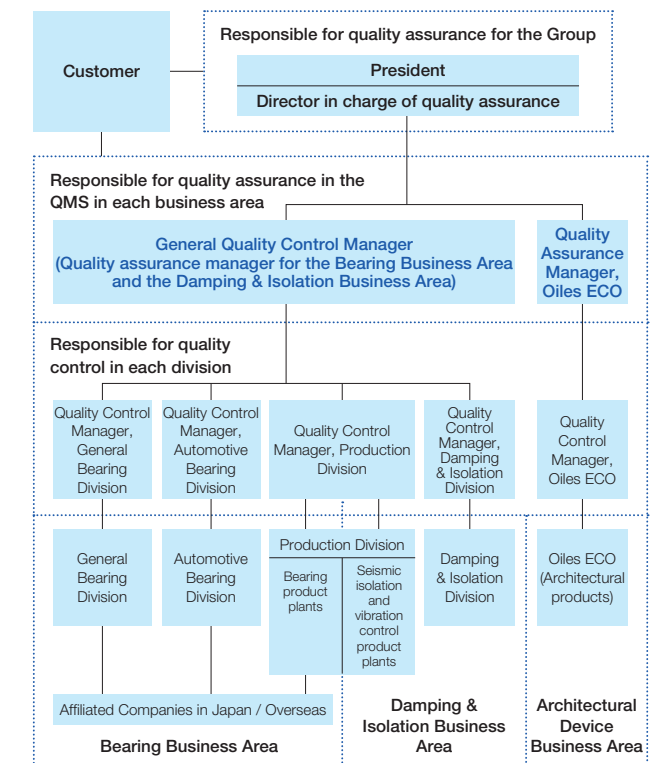 Responsible for quality assurance for the Group
Customer
President
Director in charge of quality assurance
Responsible for quality assurance in the
QMS in each business area
General Quality Control Manager
(Quality assurance manager for the Bearing Business Area
and the Damping & Isolation Business Area)
Quality
Assurance
Manager,
Oiles ECO
Responsible for quality
control in each division
Quality Control
Manager,
General
Bearing
Division
Quality Control
Manager,
Automotive
Bearing
Division
Quality Control
Manager, Production
Division
Quality
Control
Manager,
Damping
& Isolation
Division
Quality
Control
Manager,
Oiles ECO
General
Bearing
Division
Automotive
Bearing
Division
Production Division
Bearing
product
plants
Seismic
isolation
and
vibration
control
product
plants
Damping
& Isolation
Division
Oiles ECO
(Architectural
products)
Affiliated Companies in Japan / Overseas
Bearing Business Area
Damping &
Isolation Business
Area
Architectural
Device
Business Area